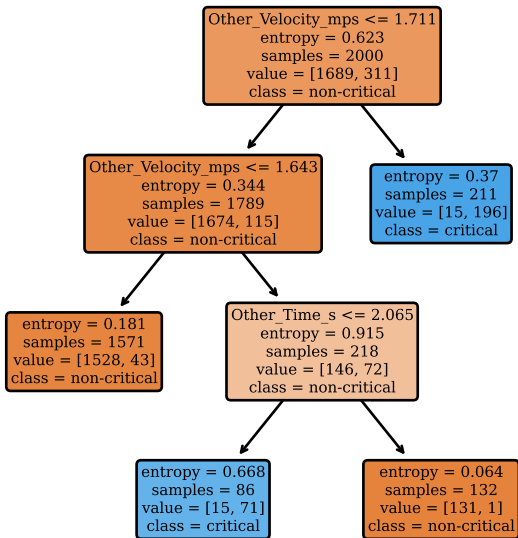 Other_Velocity_mps <= 1.711
entropy = 0.623
samples = 2000
value = [1689, 311]
class = non-critical
Other_Velocity_mps <= 1.643
entropy = 0.344
samples = 1789
value = [1674, 115]
class = non-critical
entropy = 0.37
samples = 211
value = [15, 196]
class = critical
entropy = 0.181
samples = 1571
value = [1528, 43]
class = non-critical
Other_Time_s <= 2.065
entropy = 0.915
samples = 218
value = [146, 72]
class = non-critical
entropy = 0.668
samples = 86
value = [15, 71]
class = critical
entropy = 0.064
samples = 132
value = [131, 1]
class = non-critical